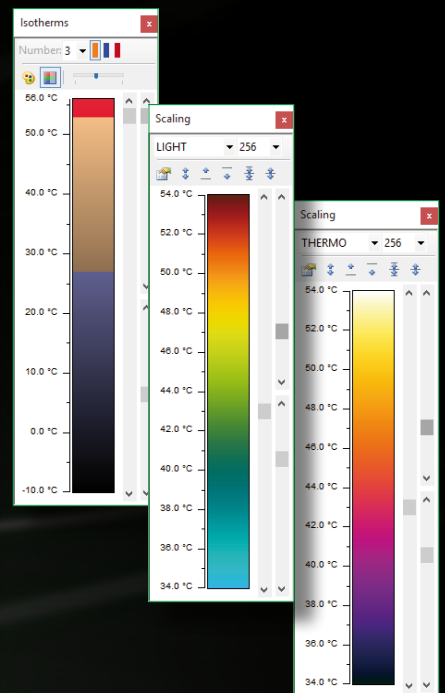 Isotherms
Number: 3
56.0 °C
50.0 °C
40.0 °C
30.0 °C
20.0 °C
10.0 °C
0.0 °C
-10.0 °C
Scaling
LIGHT 256
54.0 °C
52.0 °C
50.0 °C
48.0 °C
46.0 °C
44.0 °C
42.0 °C
40.0 °C
38.0 °C
36.0 °C
34.0 °C
Scaling
THERMO 256
54.0 °C
52.0 °C
50.0 °C
48.0 °C
46.0 °C
44.0 °C
42.0 °C
40.0 °C
38.0 °C
36.0 °C
34.0 °C